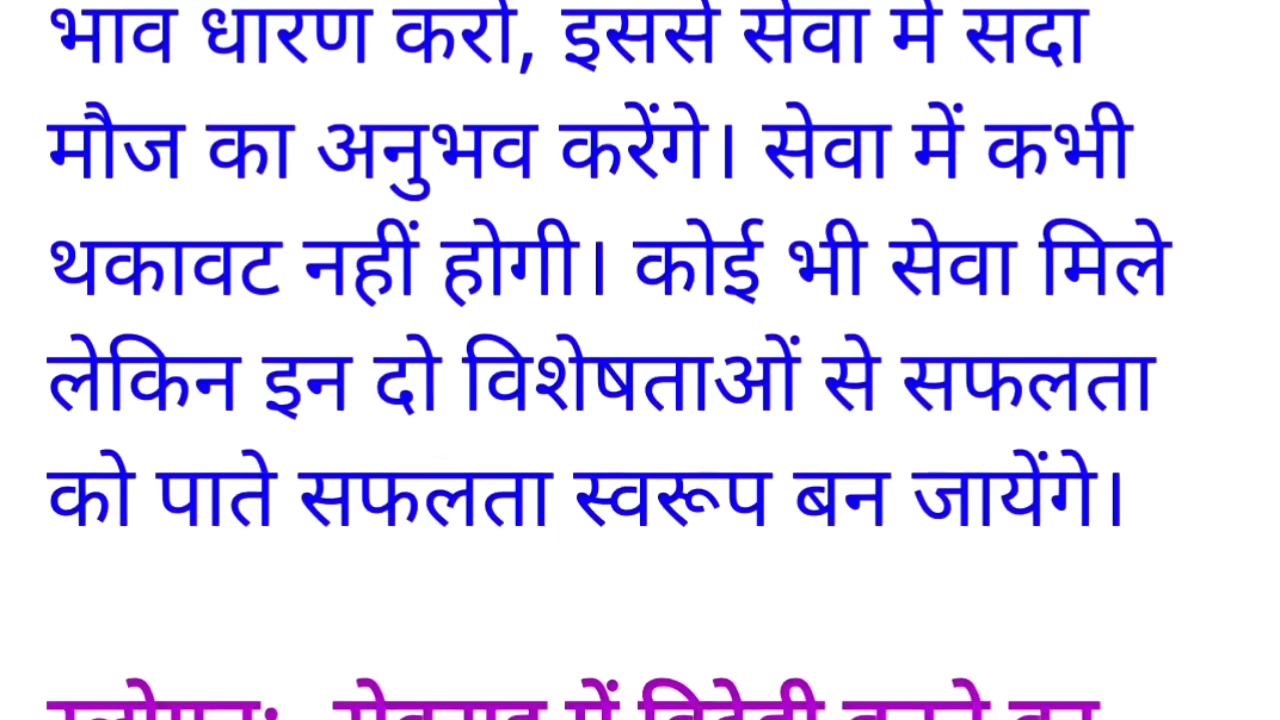 भाव धारण करो, इससे सेवा में सदा
मौज का अनुभव करेंगे। सेवा में कभी
थकावट नहीं होगी। कोई भी सेवा मिले
लेकिन इन दो विशेषताओं से सफलता
को पाते सफलता स्वरूप बन जायेंगे।
में